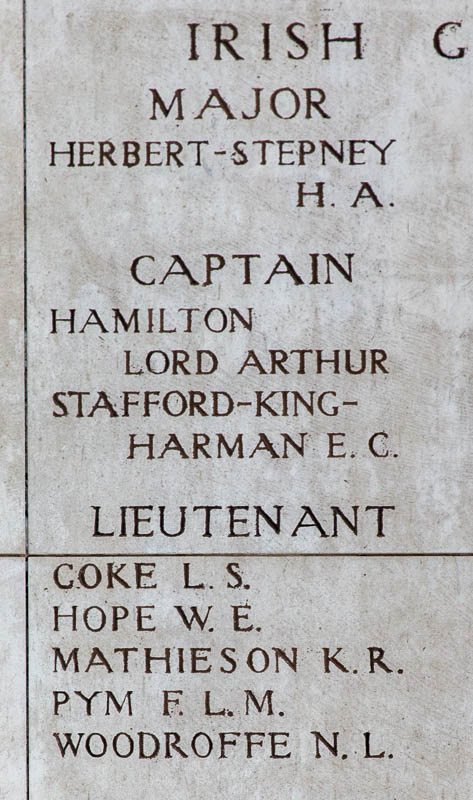 IRISH G
MAJOR
HERBERT-STEPNEY
H. A.
CAPTAIN
HAMILTON
LORD ARTHUR
STAFFORD-KING-
HARMAN E. C.
LIEUTENANT
COKE L. S.
HOPE W. E.
MATHIESON K. R.
PYM F. L. M.
WOODROFFE N. L.